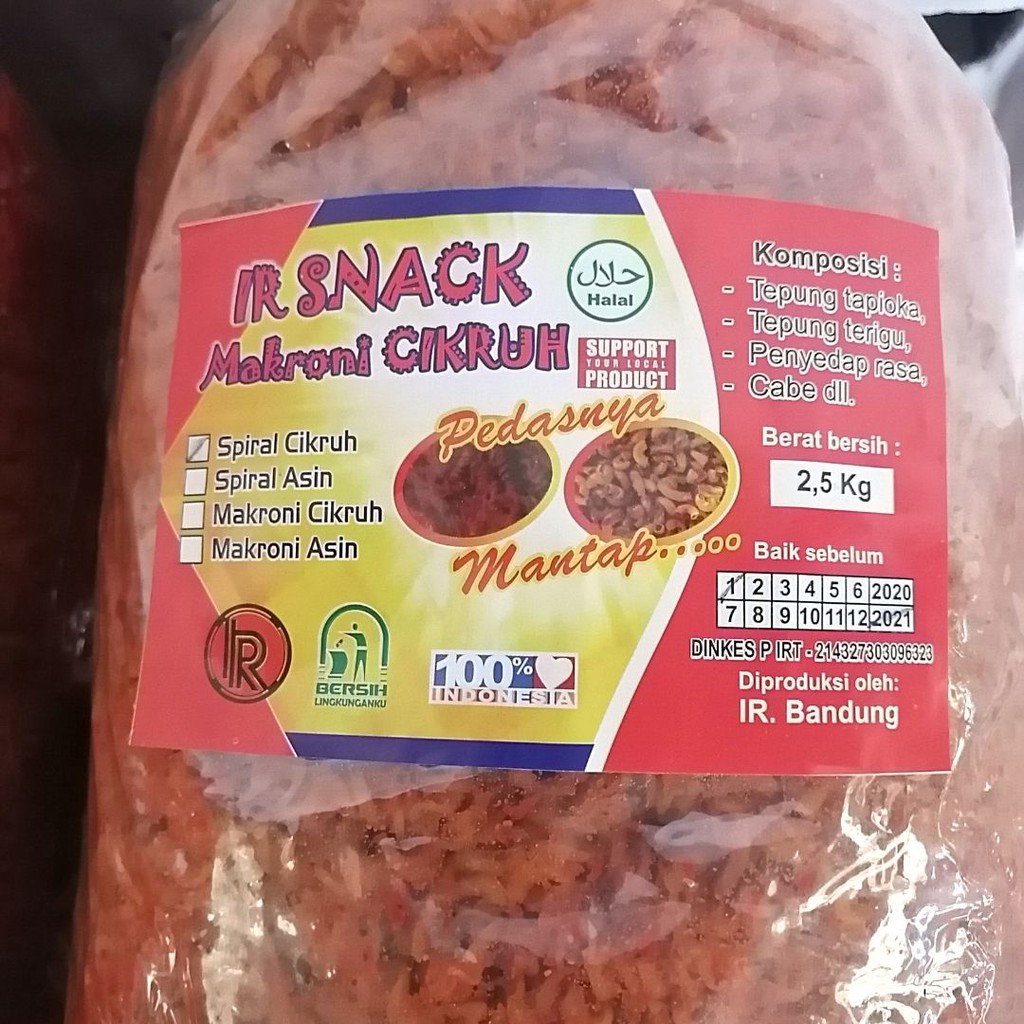 IR SNACK
Makroni CIKRUH
حلال
Halal
SUPPORT
YOUR LOCAL
PRODUCT
Pedasnya
Mantap.....
Spiral Cikruh
Spiral Asin
Makroni Cikruh
Makroni Asin
IR
BERSIH
LINGKUNGANKU
100%
INDONESIA
Komposisi :
- Tepung tapioka,
- Tepung terigu,
- Penyedap rasa,
- Cabe dll.
Berat bersih :
2,5 Kg
Baik sebelum
1 2 3 4 5 6 2020
7 8 9 10 11 12 2021
DINKES P IRT - 214327303096323
Diproduksi oleh:
IR. Bandung